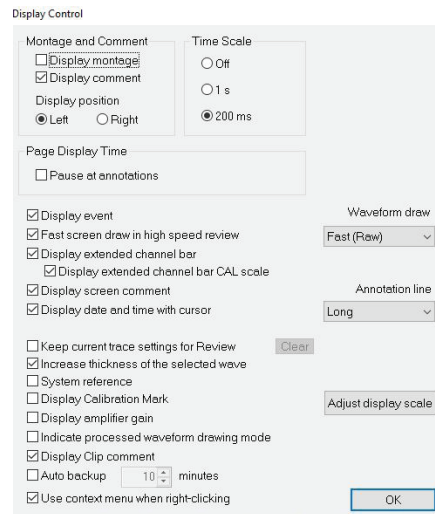 Display Control
Montage and Comment
Display montage
Display comment
Display position
Left Right
Time Scale
Off
1 s
200 ms
Page Display Time
Pause at annotations
Display event
Fast screen draw in high speed review
Display extended channel bar
Display extended channel bar CAL scale
Display screen comment
Display date and time with cursor
Waveform draw
Fast (Raw)
Annotation line
Long
Keep current trace settings for Review Clear
Increase thickness of the selected wave
System reference
Display Calibration Mark
Display amplifier gain
Indicate processed waveform drawing mode
Display Clip comment
Auto backup 10 minutes
Use context menu when right-clicking
Adjust display scale
OK